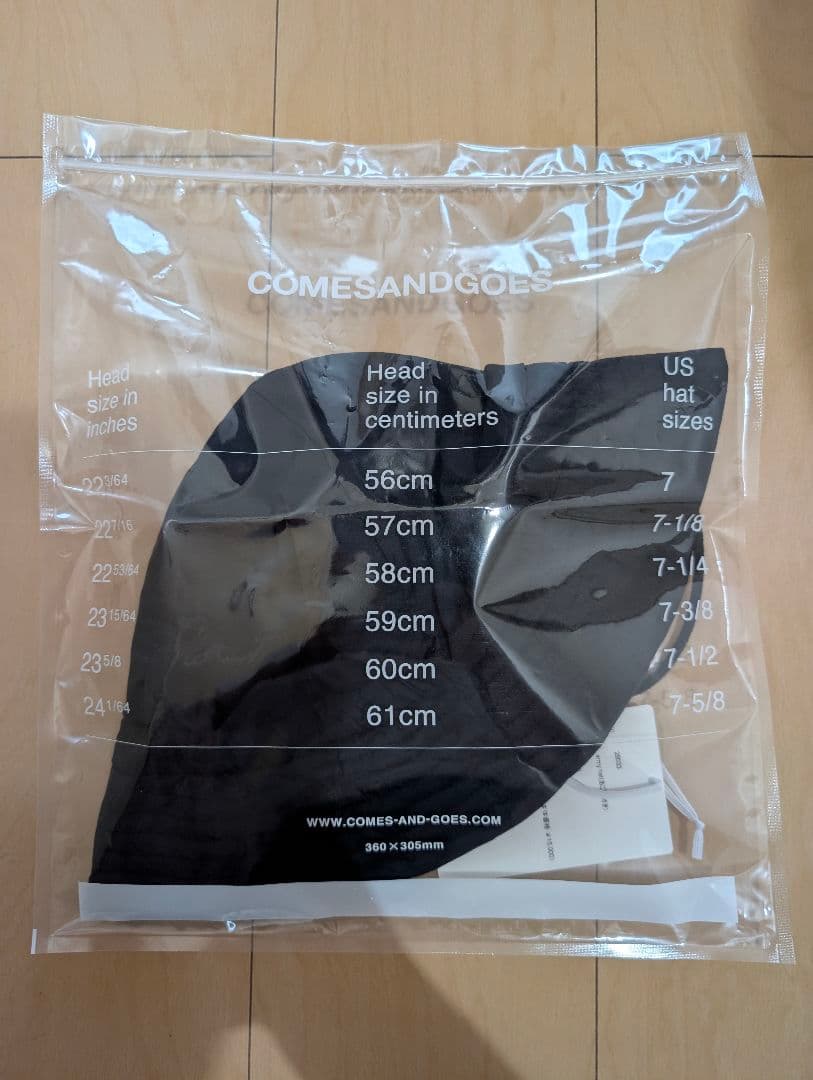 COMESANDGOES
Head size in inches Head size in centimeters US hat sizes
22 3/64 56cm 7
22 7/16 57cm 7-1/8
22 53/64 58cm 7-1/4
23 15/64 59cm 7-3/8
23 5/8 60cm 7-1/2
24 1/64 61cm 7-5/8
WWW.COMES-AND-GOES.COM
360×305mm